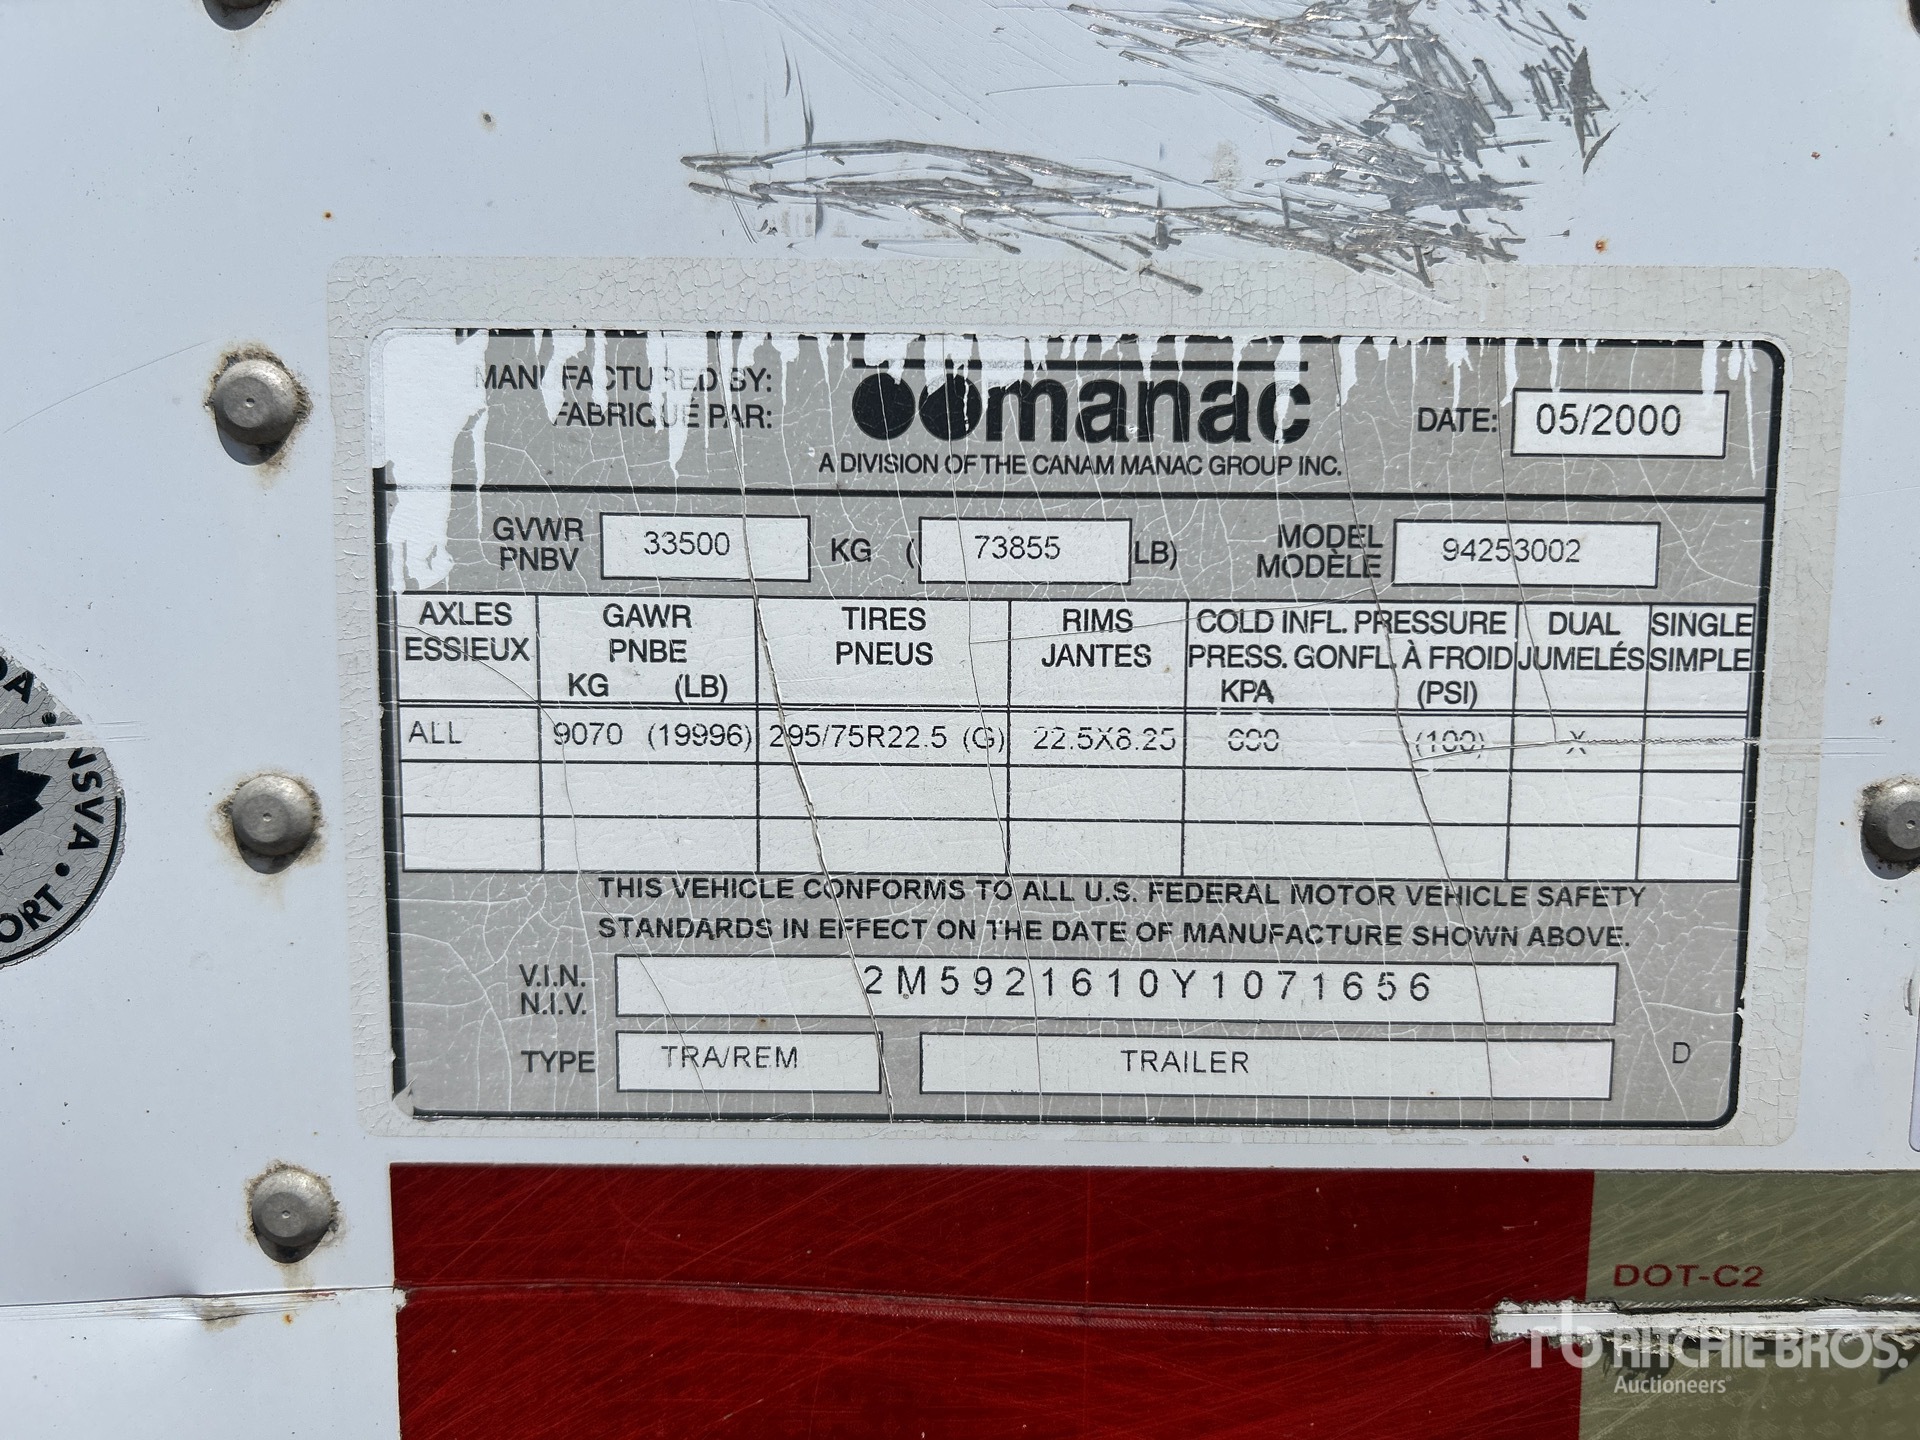 MANUFACTURED BY:
FABRIQUÉ PAR:
manac
A DIVISION OF THE CANAM MANAC GROUP INC.
DATE: 05/2000
GVWR
PNBV
33500 KG ( 73855 LB)
MODEL
MODÈLE
94253002
AXLES
ESSIEUX
GAWR
PNBE
KG (LB)
TIRES
PNEUS
RIMS
JANTES
COLD INFL. PRESSURE
PRESS. GONFL. À FROID
KPA (PSI)
DUAL
JUMELÉS
SINGLE
SIMPLE
ALL 9070 (19996) 295/75R22.5 (G) 22.5X8.25 (100) X
THIS VEHICLE CONFORMS TO ALL U.S. FEDERAL MOTOR VEHICLE SAFETY
STANDARDS IN EFFECT ON THE DATE OF MANUFACTURE SHOWN ABOVE.
V.I.N.
N.I.V.
2M5921610Y1071656
TYPE TRA/REM TRAILER D
DOT-C2
rb RITCHIE BROS.
Auctioneers